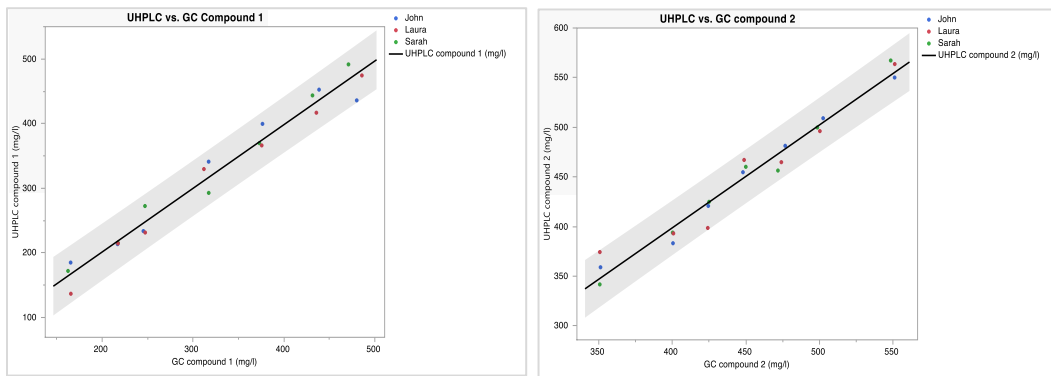 UHPLC vs. GC Compound 1
John
Laura
Sarah
UHPLC compound 1 (mg/l)
UHPLC compound 1 (mg/l)
500
400
300
200
100
200
300
400
500
GC compound 1 (mg/l)
UHPLC vs. GC compound 2
John
Laura
Sarah
UHPLC compound 2 (mg/l)
UHPLC compound 2 (mg/l)
600
550
500
450
400
350
300
350
400
450
500
550
GC compound 2 (mg/l)